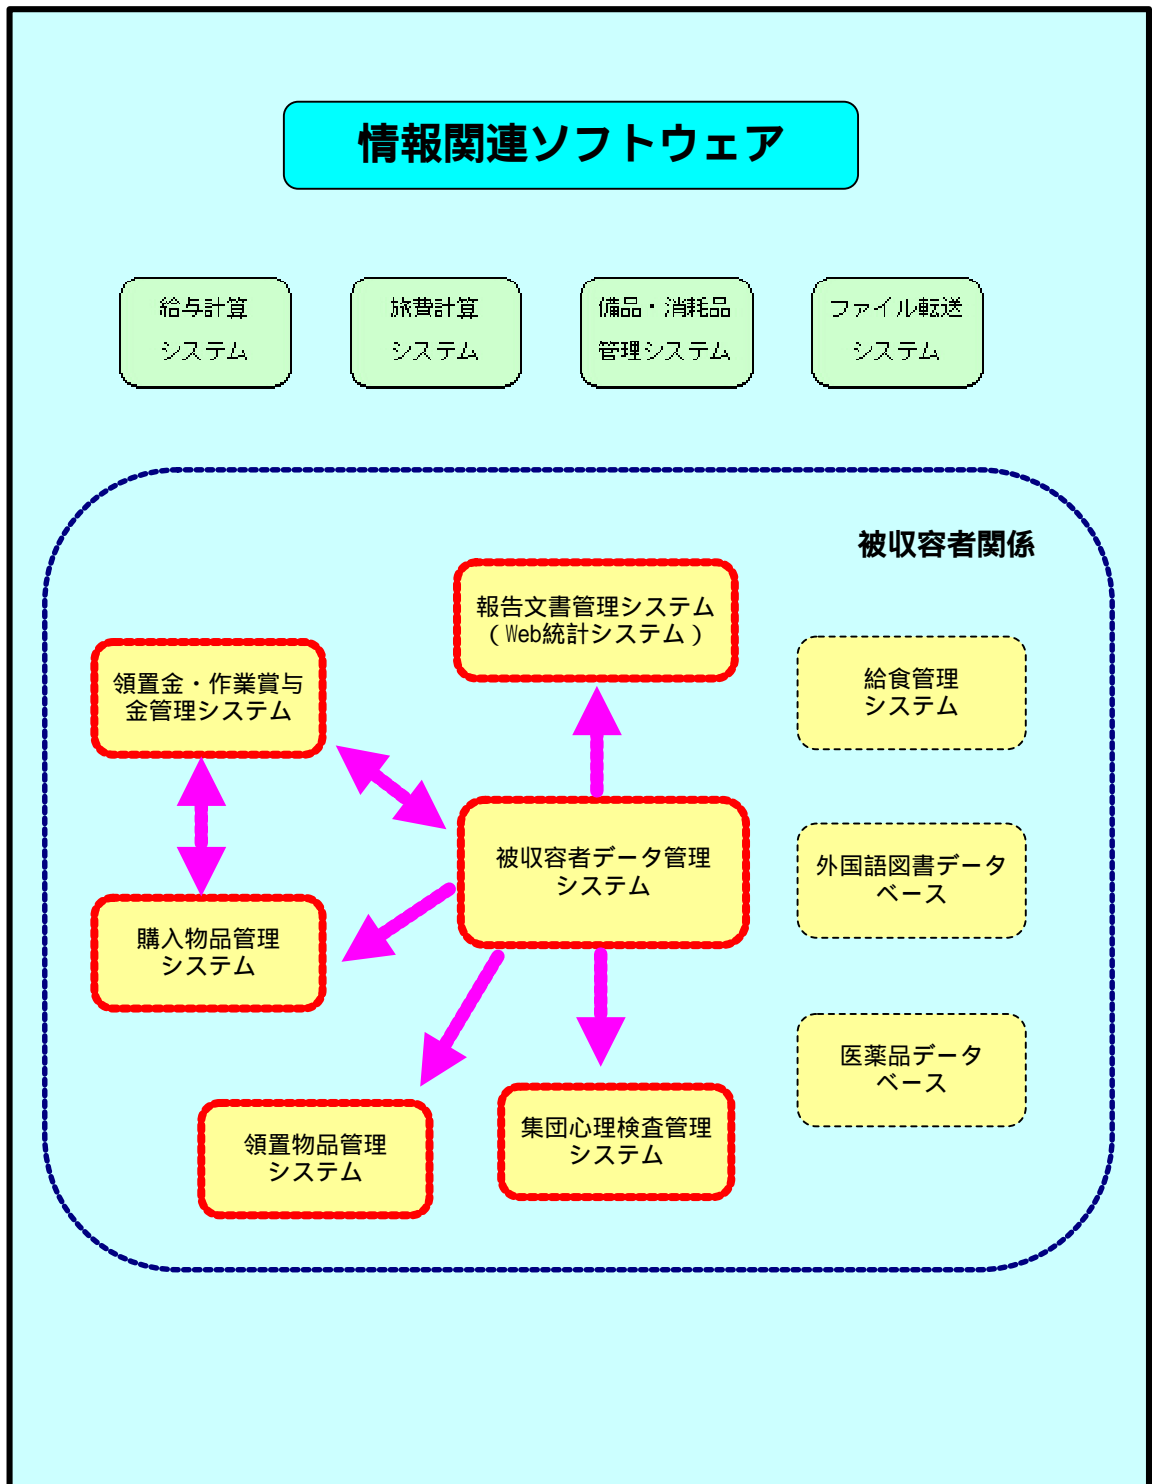 情報関連ソフトウェア
給与計算
システム
旅費計算
システム
備品・消耗品
管理システム
ファイル転送
システム
被収容者関係
報告文書管理システム
（Web統計システム）
領置金・作業賞与
金管理システム
給食管理
システム
被収容者データ管理
システム
外国語図書データ
ベース
購入物品管理
システム
医薬品データ
ベース
領置物品管理
システム
集団心理検査管理
システム